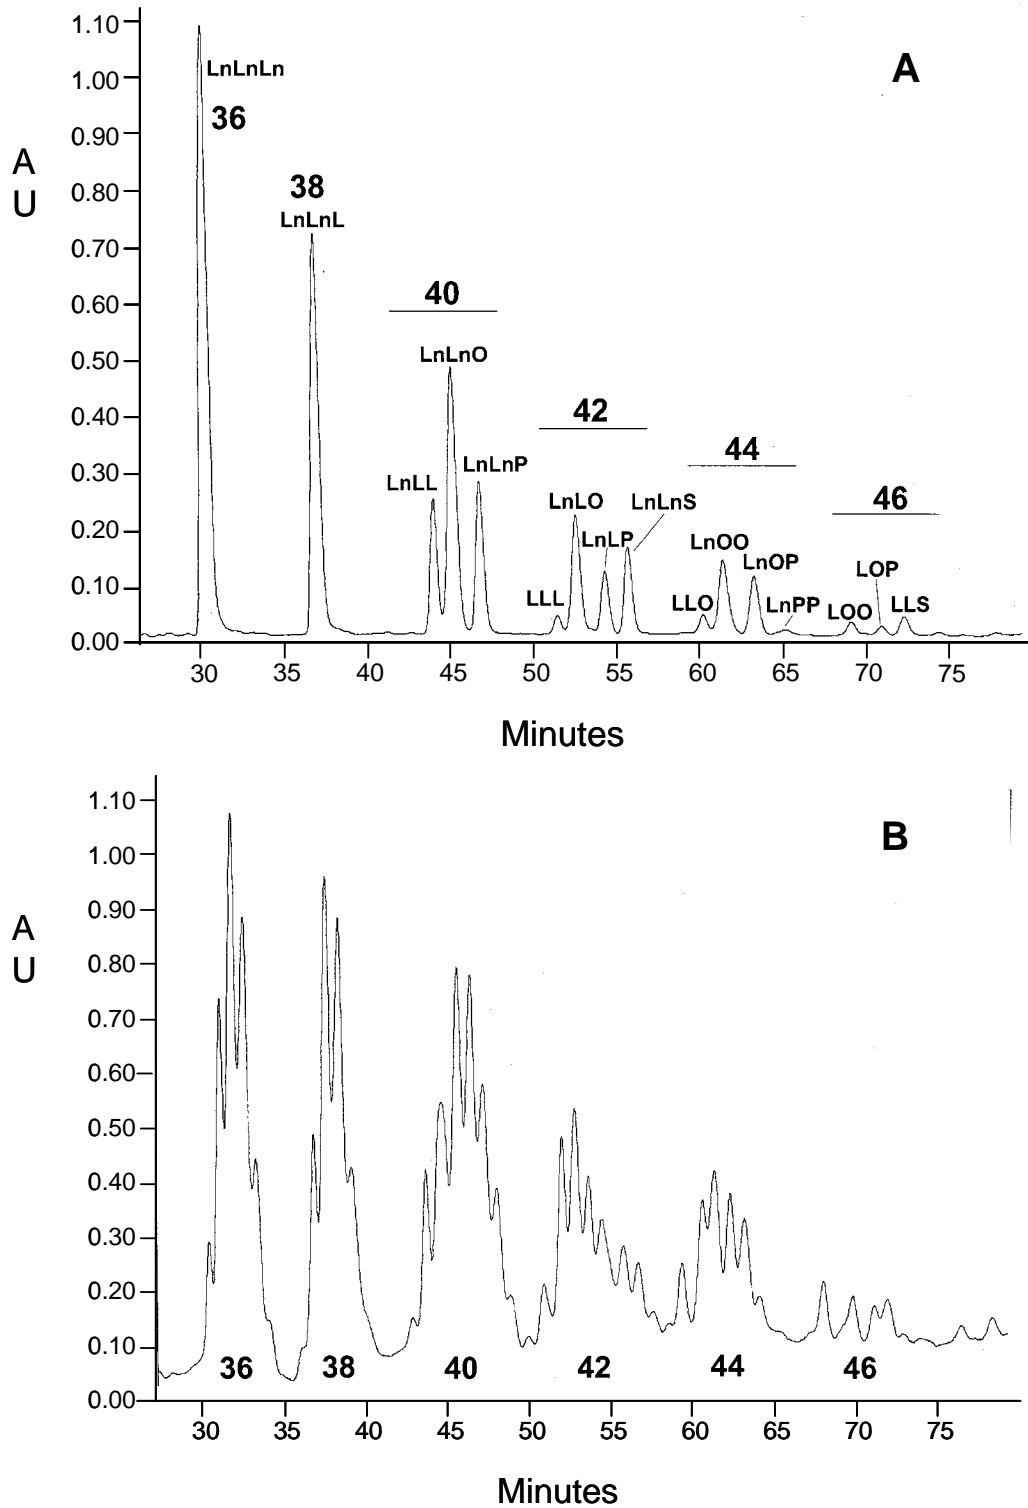 A
1.10
LnLnLn
1.00
36
0.90
A
U
0.80
38
LnLnL
0.70
0.60
40
0.50
LnLnO
0.40
42
0.30
LnLL
LnLnP
44
0.20
LnLO
LnLnS
46
LnLP
LnOO
LnOP
LOP
0.10
LLL
LLO
LnPP
LOO
LLS
0.00
30 35 40 45 50 55 60 65 70 75
Minutes
B
1.10
1.00
0.90
A
U
0.80
0.70
0.60
0.50
0.40
0.30
0.20
0.10
36 38 40 42 44 46
0.00
30 35 40 45 50 55 60 65 70 75
Minutes